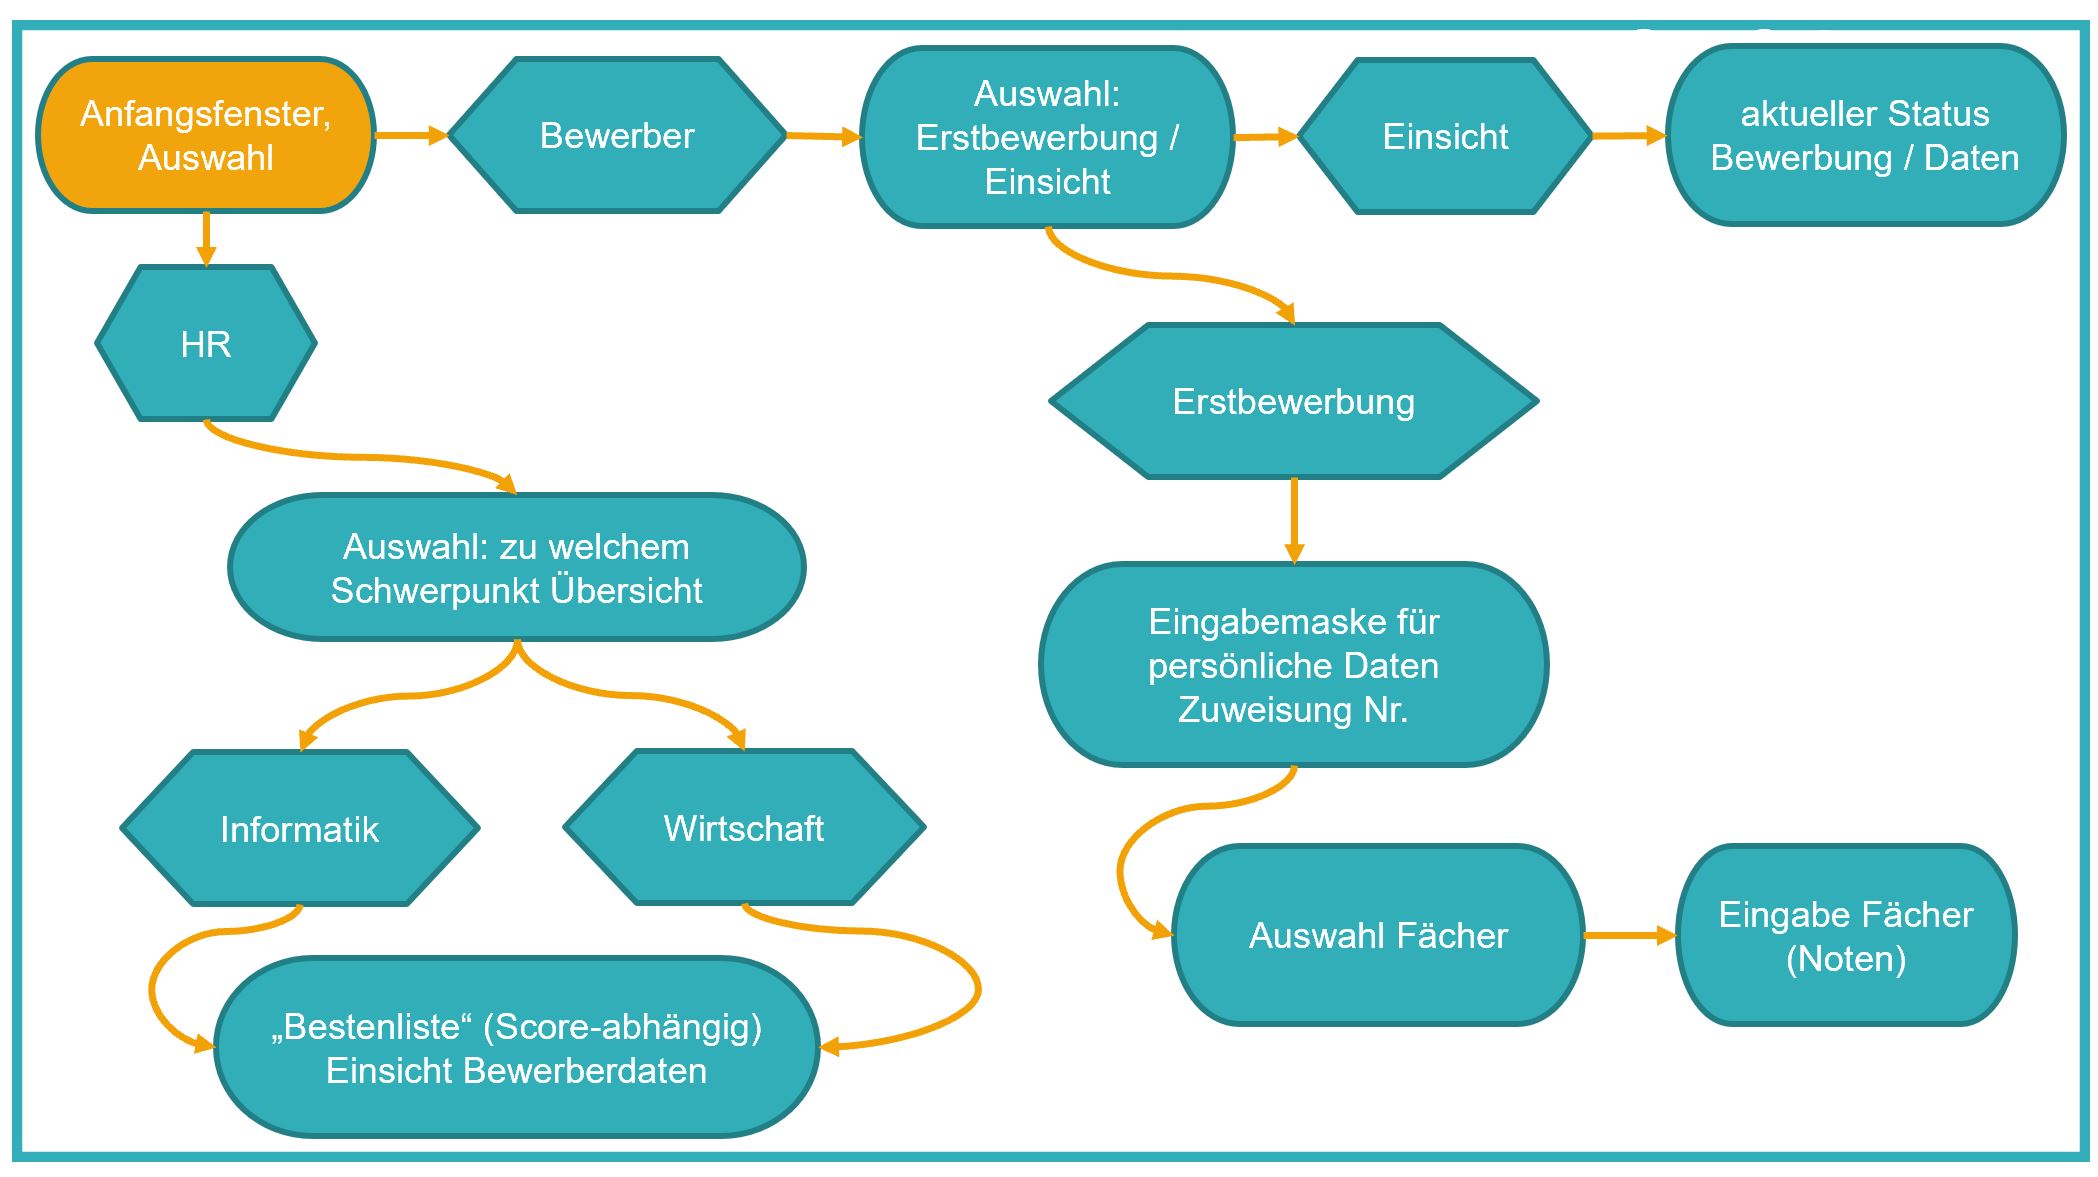 Anfangsfenster,
Auswahl
Bewerber
Auswahl:
Erstbewerbung /
Einsicht
Einsicht
aktueller Status
Bewerbung / Daten
HR
Erstbewerbung
Auswahl: zu welchem
Schwerpunkt Übersicht
Eingabemaske für
persönliche Daten
Zuweisung Nr.
Informatik
Wirtschaft
Auswahl Fächer
Eingabe Fächer
(Noten)
„Bestenliste“ (Score-abhängig)
Einsicht Bewerberdaten